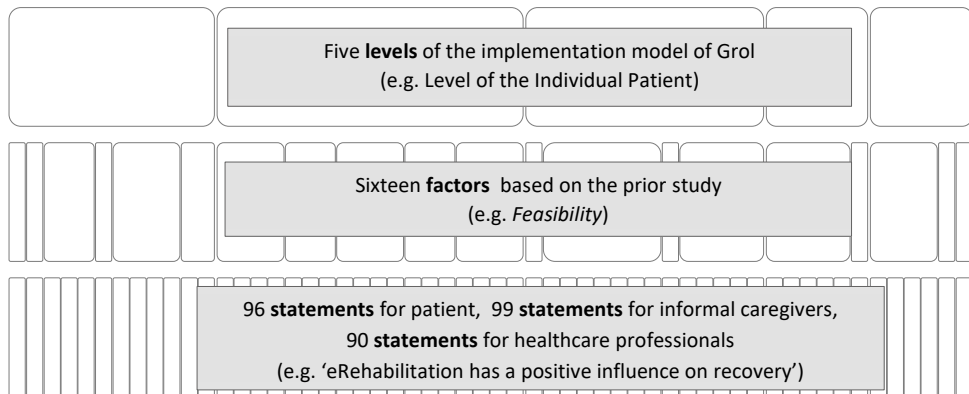 Five levels of the implementation model of Grol
(e.g. Level of the Individual Patient)
Sixteen factors based on the prior study
(e.g. Feasibility)
96 statements for patient, 99 statements for informal caregivers,
90 statements for healthcare professionals
(e.g. ‘eRehabilitation has a positive influence on recovery’)